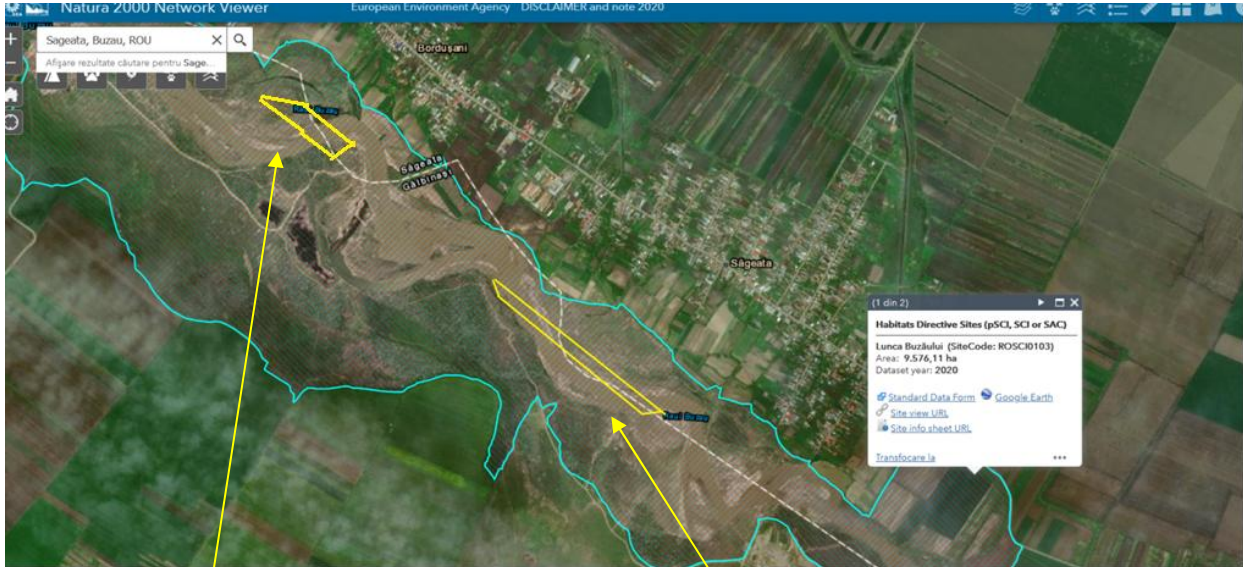 Natura 2000 Network Viewer
European Environment Agency DISCLAIMER and note 2020
Sageata, Buzau, ROU
Afișare rezultate căutare pentru Sage...
Bordușani
Săgeata
Gălbinași
Săgeata
(1 din 2)
Habitats Directive Sites (pSCI, SCI or SAC)
Lunca Buzăului (SiteCode: ROSCI0103)
Area: 9.576,11 ha
Dataset year: 2020
Standard Data Form Google Earth
Site view URL
Site info sheet URL
Transfocare la